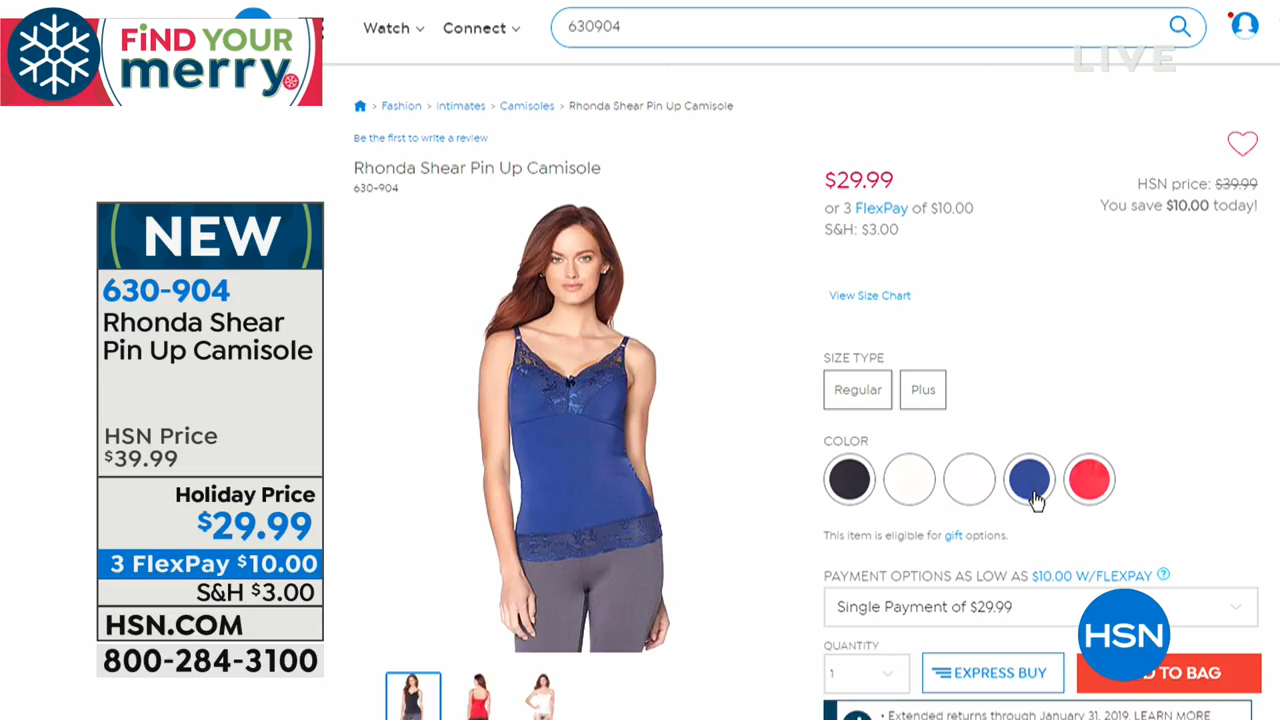 FiND YOUR
merry.
Watch
Connect
630904
LIVE
> Fashion > Intimates > Camisoles > Rhonda Shear Pin Up Camisole
Be the first to write a review
Rhonda Shear Pin Up Camisole
630-904
$29.99
HSN price: $39.99
or 3 FlexPay of $10.00
You save $10.00 today!
S&H: $3.00
View Size Chart
SIZE TYPE
Regular
Plus
COLOR
This item is eligible for gift options.
PAYMENT OPTIONS AS LOW AS $10.00 W/FLEXPAY ?
Single Payment of $29.99
QUANTITY
1
EXPRESS BUY
TO BAG
HSN
• Extended returns through January 31, 2019. LEARN MORE
NEW
630-904
Rhonda Shear
Pin Up Camisole
HSN Price
$39.99
Holiday Price
$29.99
3 FlexPay $10.00
S&H $3.00
HSN.COM
800-284-3100